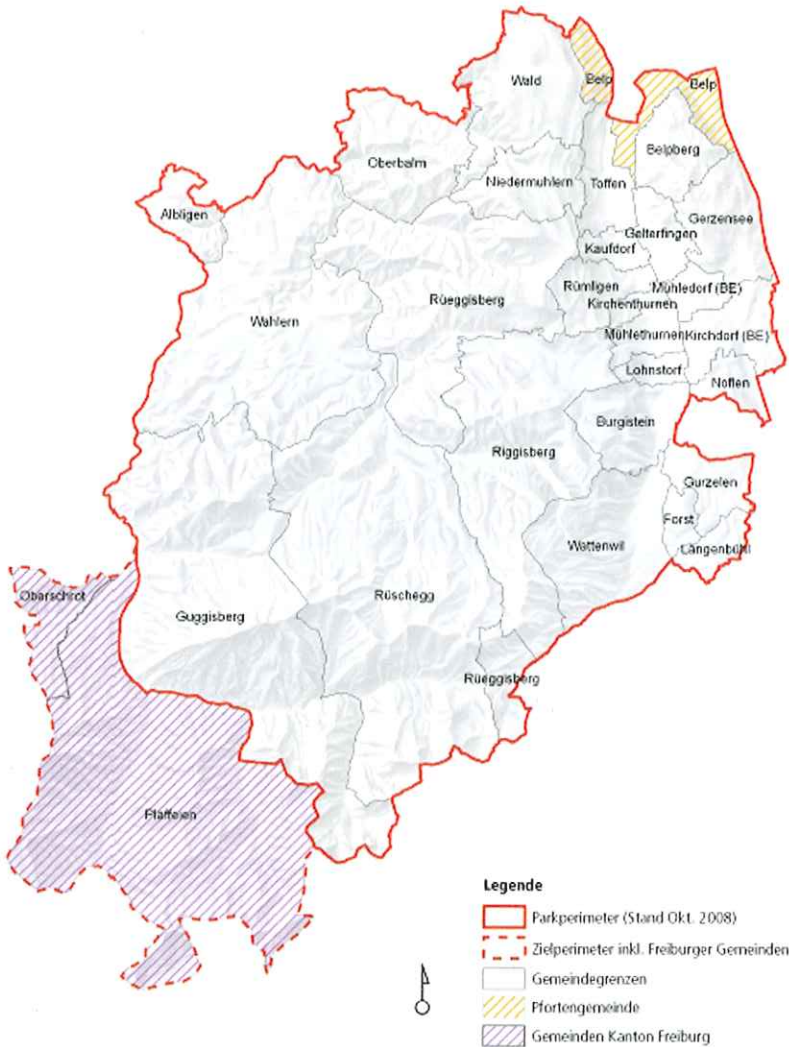 Wald
Belp
Belp
Oberbalm
Belpberg
Niedermuhlern
Toffen
Albligen
Gerzensee
Gelterfingen
Kaufdorf
Rümligen
Mühledorf (BE)
Rüeggisberg
Kirchenthurnen
Wahlern
Mühlethurnen
Kirchdorf (BE)
Lohnstorf
Noflen
Burgistein
Riggisberg
Gurzelen
Forst
Wattenwil
Längenbühl
Oberschrot
Rüschegg
Guggisberg
Rüeggisberg
Plaffeien
Legende
Parkperimeter (Stand Okt. 2008)
Zielperimeter inkl. Freiburger Gemeinden
Gemeindegrenzen
Pfortengemeinde
Gemeinden Kanton Freiburg